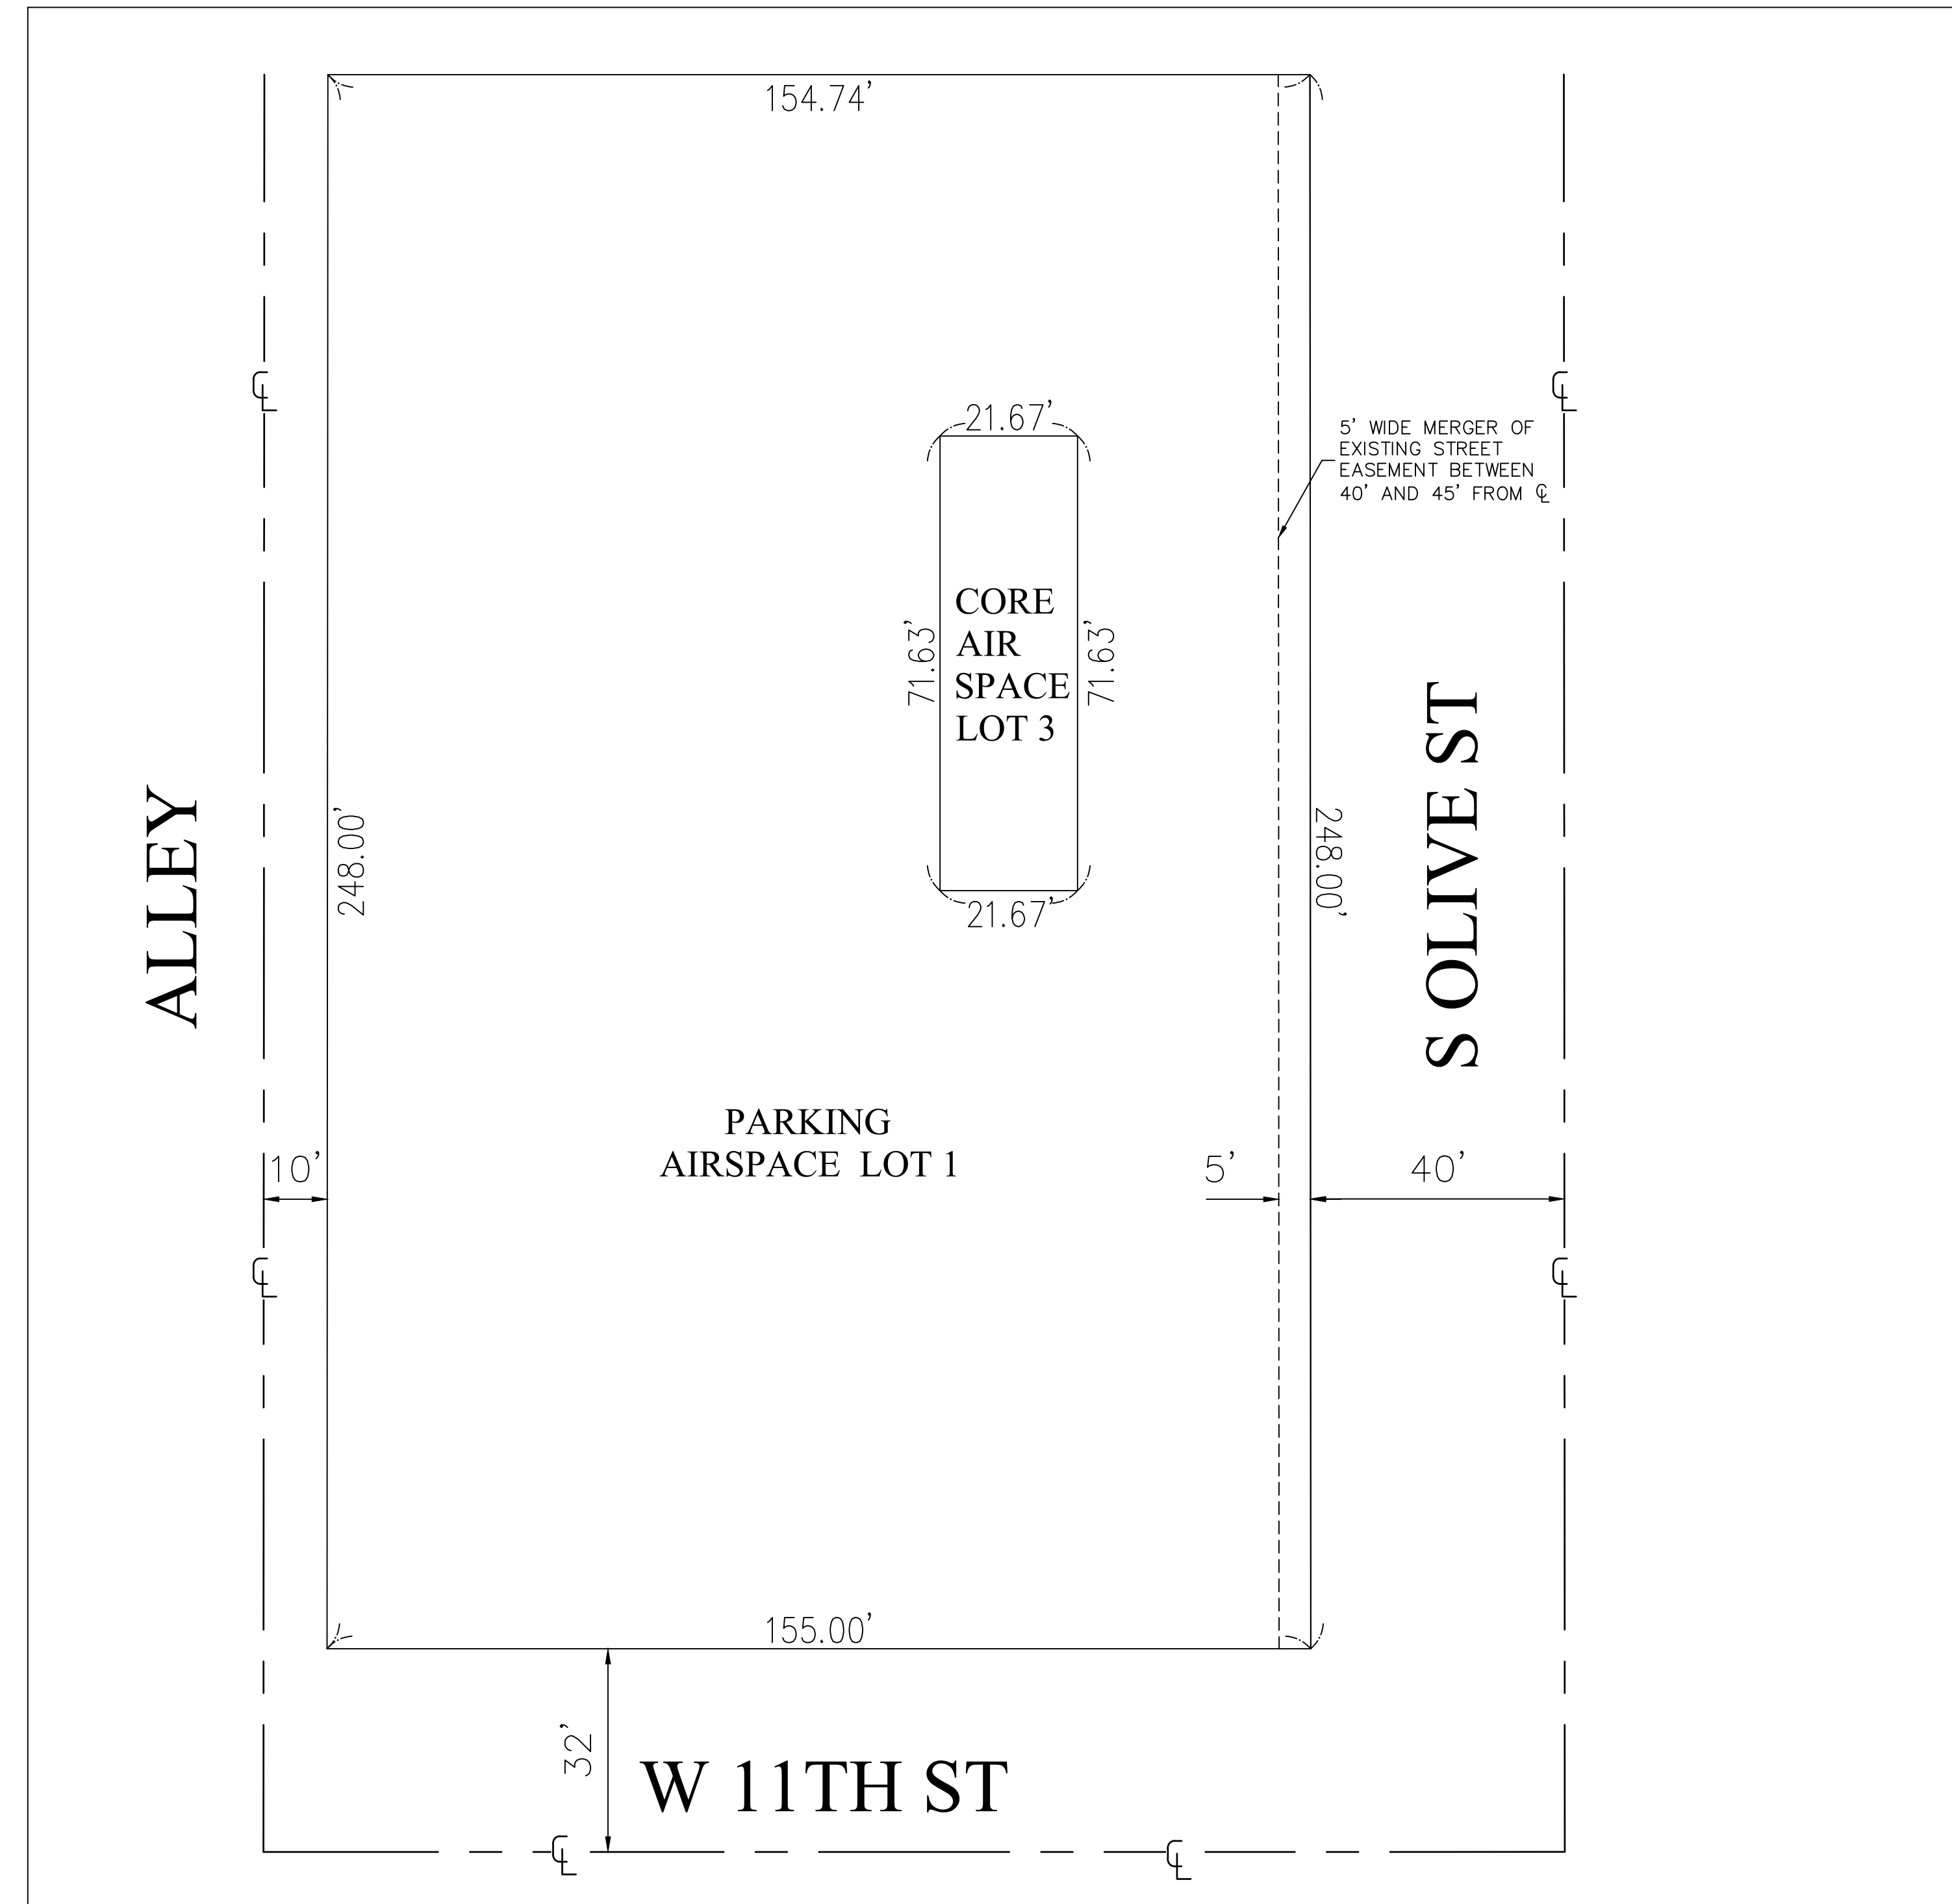 154.74'
℄
℄
21.67'
5' WIDE MERGER OF
EXISTING STREET
EASEMENT BETWEEN
40' AND 45' FROM ℄
CORE
AIR
SPACE
LOT 3
71.63'
71.63'
21.67'
ALLEY
248.00'
248.00'
S OLIVE ST
PARKING
AIRSPACE LOT 1
10'
5'
40'
℄
℄
155.00'
32'
W 11TH ST
℄
℄